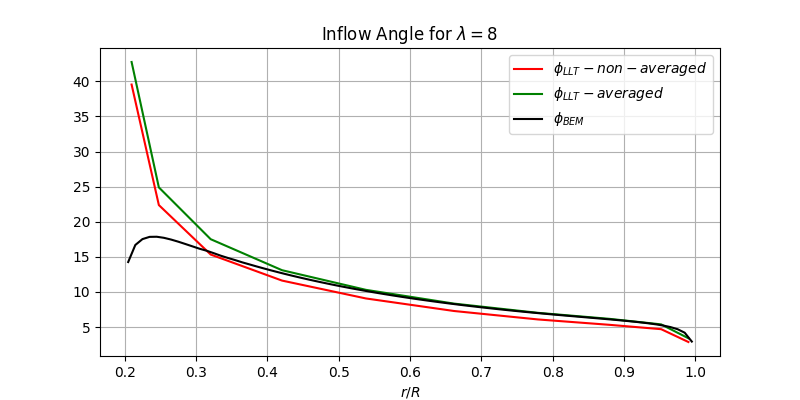 Inflow Angle for λ = 8
ϕ_LLT − non − averaged
ϕ_LLT − averaged
ϕ_BEM
40
35
30
25
20
15
10
5
0.2 0.3 0.4 0.5 0.6 0.7 0.8 0.9 1.0
r/R